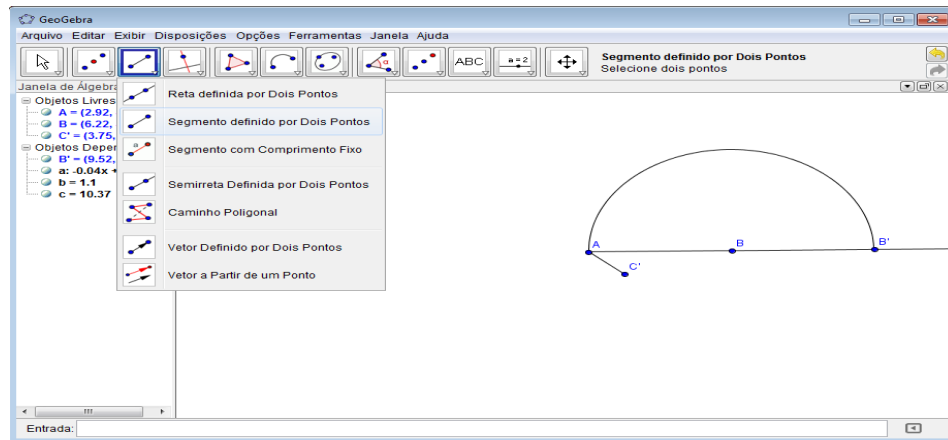 GeoGebra
Arquivo Editar Exibir Disposições Opções Ferramentas Janela Ajuda
ABC
a=2
Segmento definido por Dois Pontos
Selecione dois pontos
Janela de Álgebra
Objetos Livres
A = (2.92,
B = (6.22,
C' = (3.75,
Objetos Deper
B' = (9.52,
a: -0.04x +
b = 1.1
c = 10.37
Reta definida por Dois Pontos
Segmento definido por Dois Pontos
Segmento com Comprimento Fixo
Semirreta Definida por Dois Pontos
Caminho Poligonal
Vetor Definido por Dois Pontos
Vetor a Partir de um Ponto
A
B
B'
C'
Entrada: